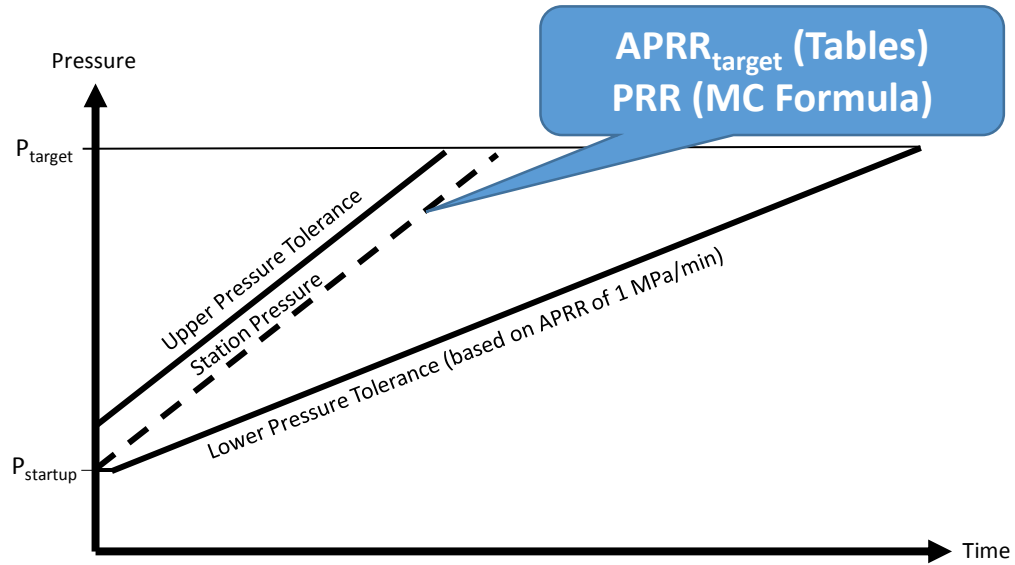 APRRtarget (Tables)
PRR (MC Formula)
Pressure
Ptarget
Upper Pressure Tolerance
Station Pressure
Lower Pressure Tolerance (based on APRR of 1 MPa/min)
Pstartup
Time